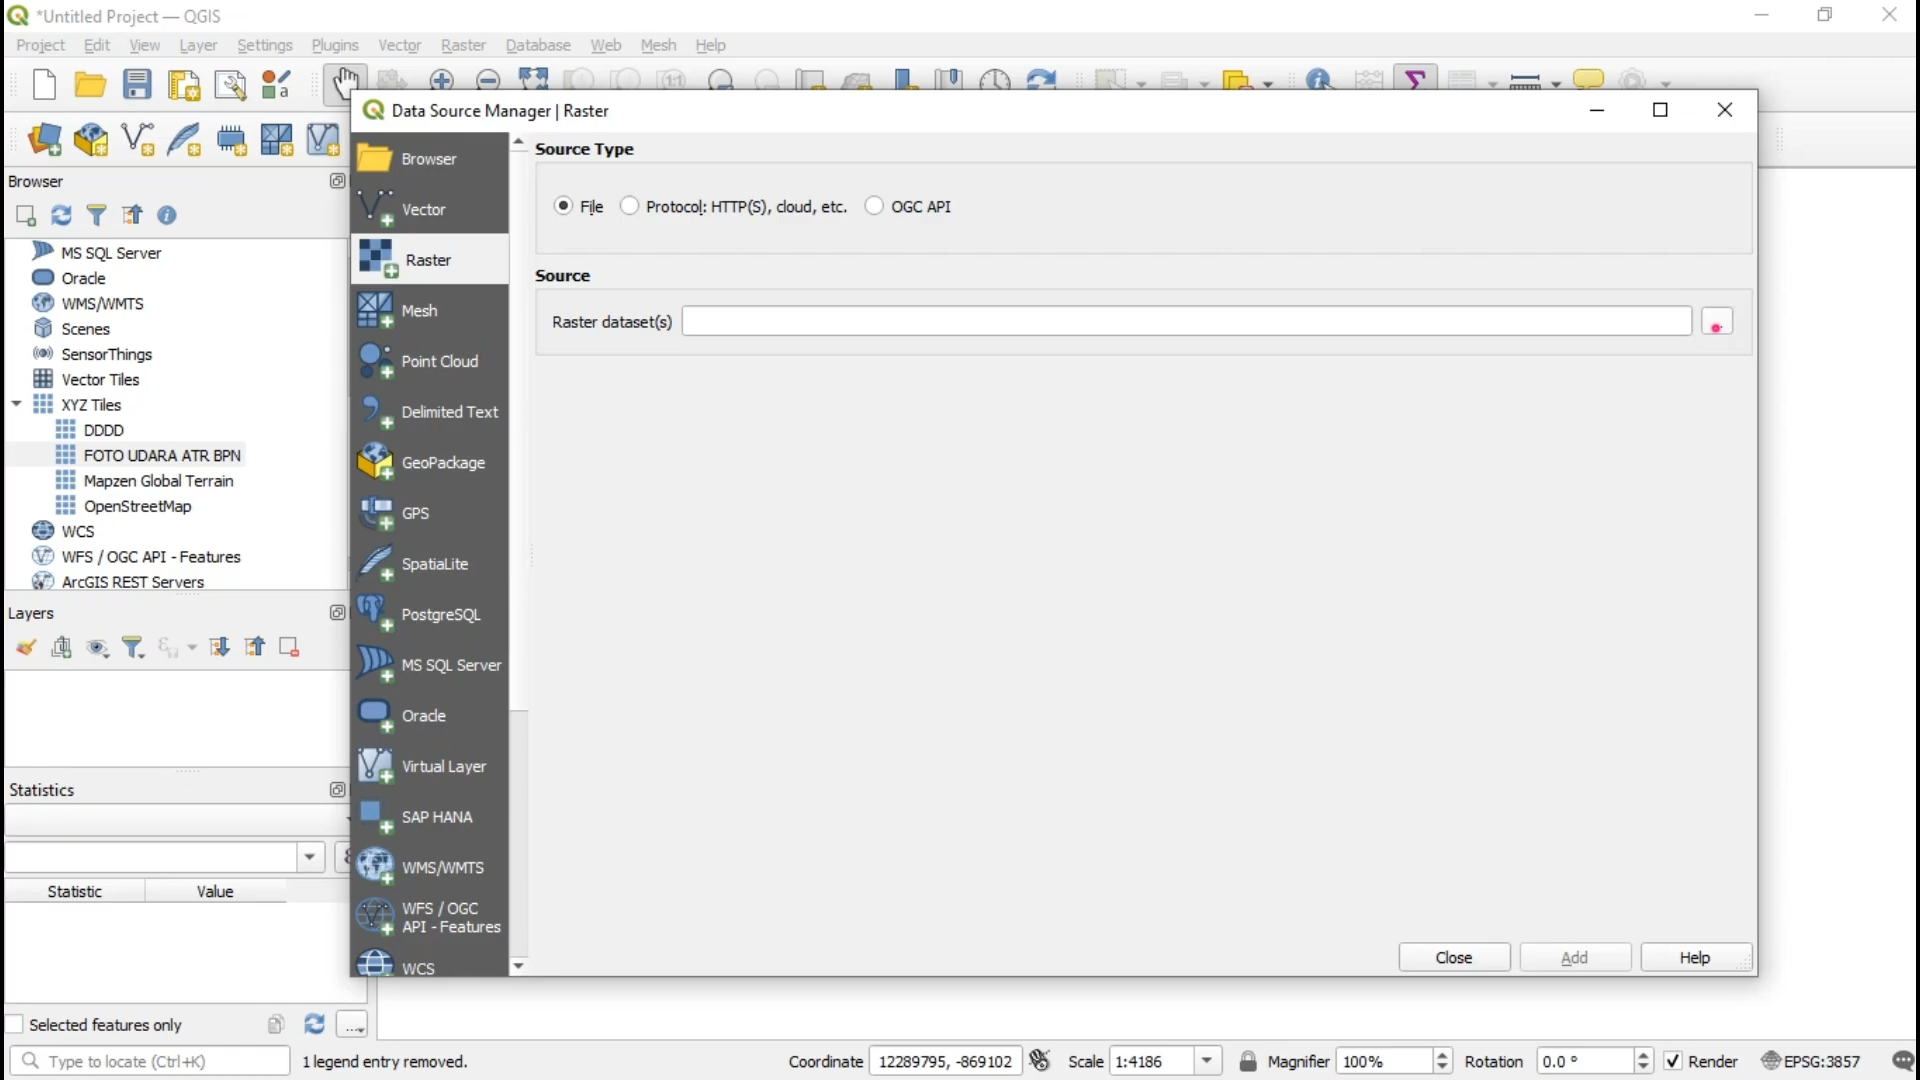 *Untitled Project — QGIS
Project Edit View Layer Settings Plugins Vector Raster Database Web Mesh Help
Data Source Manager | Raster
Browser
MS SQL Server
Oracle
WMS/WMTS
Scenes
SensorThings
Vector Tiles
XYZ Tiles
DDDD
FOTO UDARA ATR BPN
Mapzen Global Terrain
OpenStreetMap
WCS
WFS / OGC API - Features
ArcGIS REST Servers
Layers
Statistics
Statistic Value
Selected features only
Browser
Vector
Raster
Mesh
Point Cloud
Delimited Text
GeoPackage
GPS
SpatiaLite
PostgreSQL
MS SQL Server
Oracle
Virtual Layer
SAP HANA
WMS/WMTS
WFS / OGC
API - Features
WCS
Source Type
File Protocol: HTTP(S), cloud, etc. OGC API
Source
Raster dataset(s)
Close Add Help
Type to locate (Ctrl+K) 1 legend entry removed. Coordinate 12289795, -869102 Scale 1:4186 Magnifier 100% Rotation 0.0 ° Render EPSG:3857